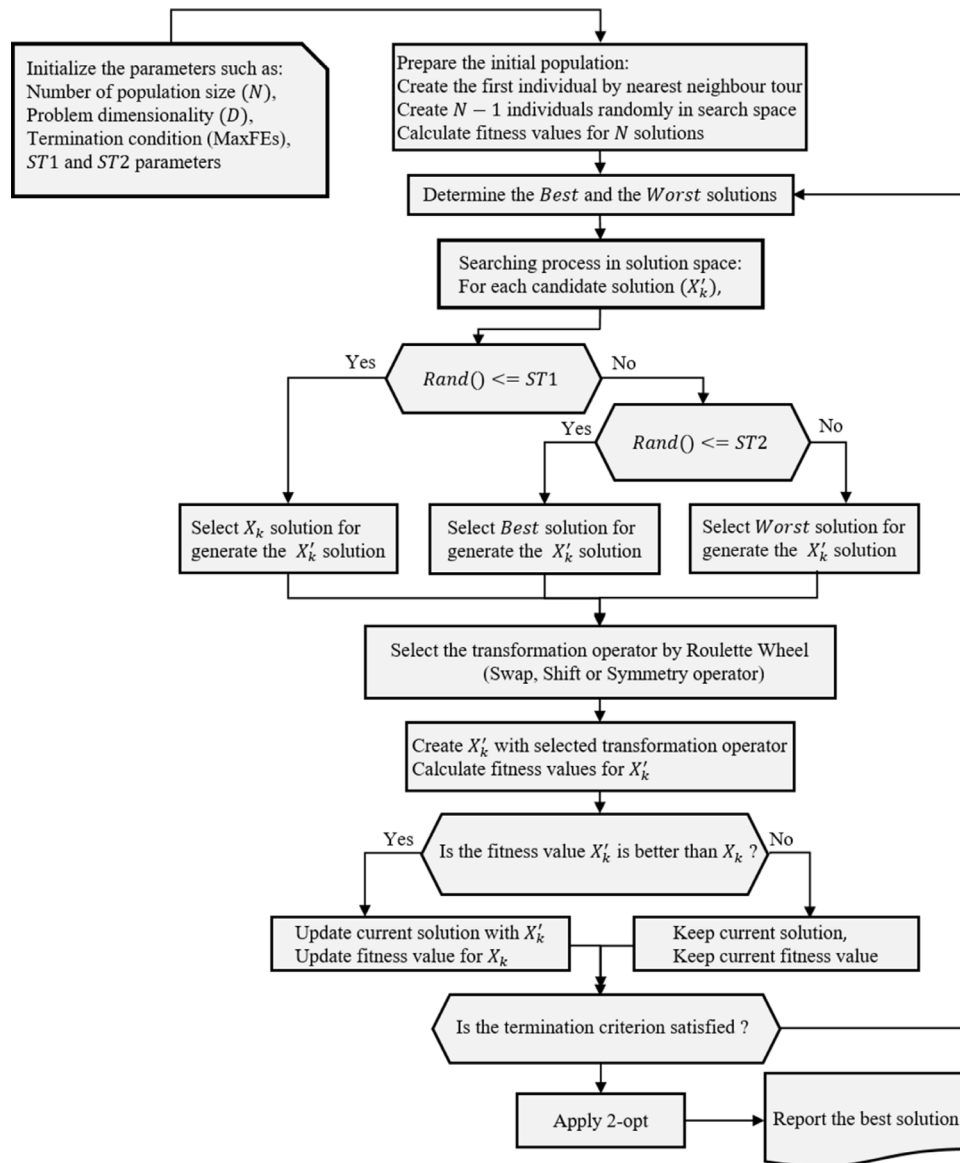 Initialize the parameters such as:
Number of population size (N),
Problem dimensionality (D),
Termination condition (MaxFEs),
ST1 and ST2 parameters
Prepare the initial population:
Create the first individual by nearest neighbour tour
Create N − 1 individuals randomly in search space
Calculate fitness values for N solutions
Determine the Best and the Worst solutions
Searching process in solution space:
For each candidate solution (X′ₖ),
Yes
Rand() <= ST1
No
Yes
Rand() <= ST2
No
Select Xₖ solution for
generate the X′ₖ solution
Select Best solution for
generate the X′ₖ solution
Select Worst solution for
generate the X′ₖ solution
Select the transformation operator by Roulette Wheel
(Swap, Shift or Symmetry operator)
Create X′ₖ with selected transformation operator
Calculate fitness values for X′ₖ
Yes
Is the fitness value X′ₖ is better than Xₖ ?
No
Update current solution with X′ₖ
Update fitness value for Xₖ
Keep current solution,
Keep current fitness value
Is the termination criterion satisfied ?
Apply 2-opt
Report the best solution